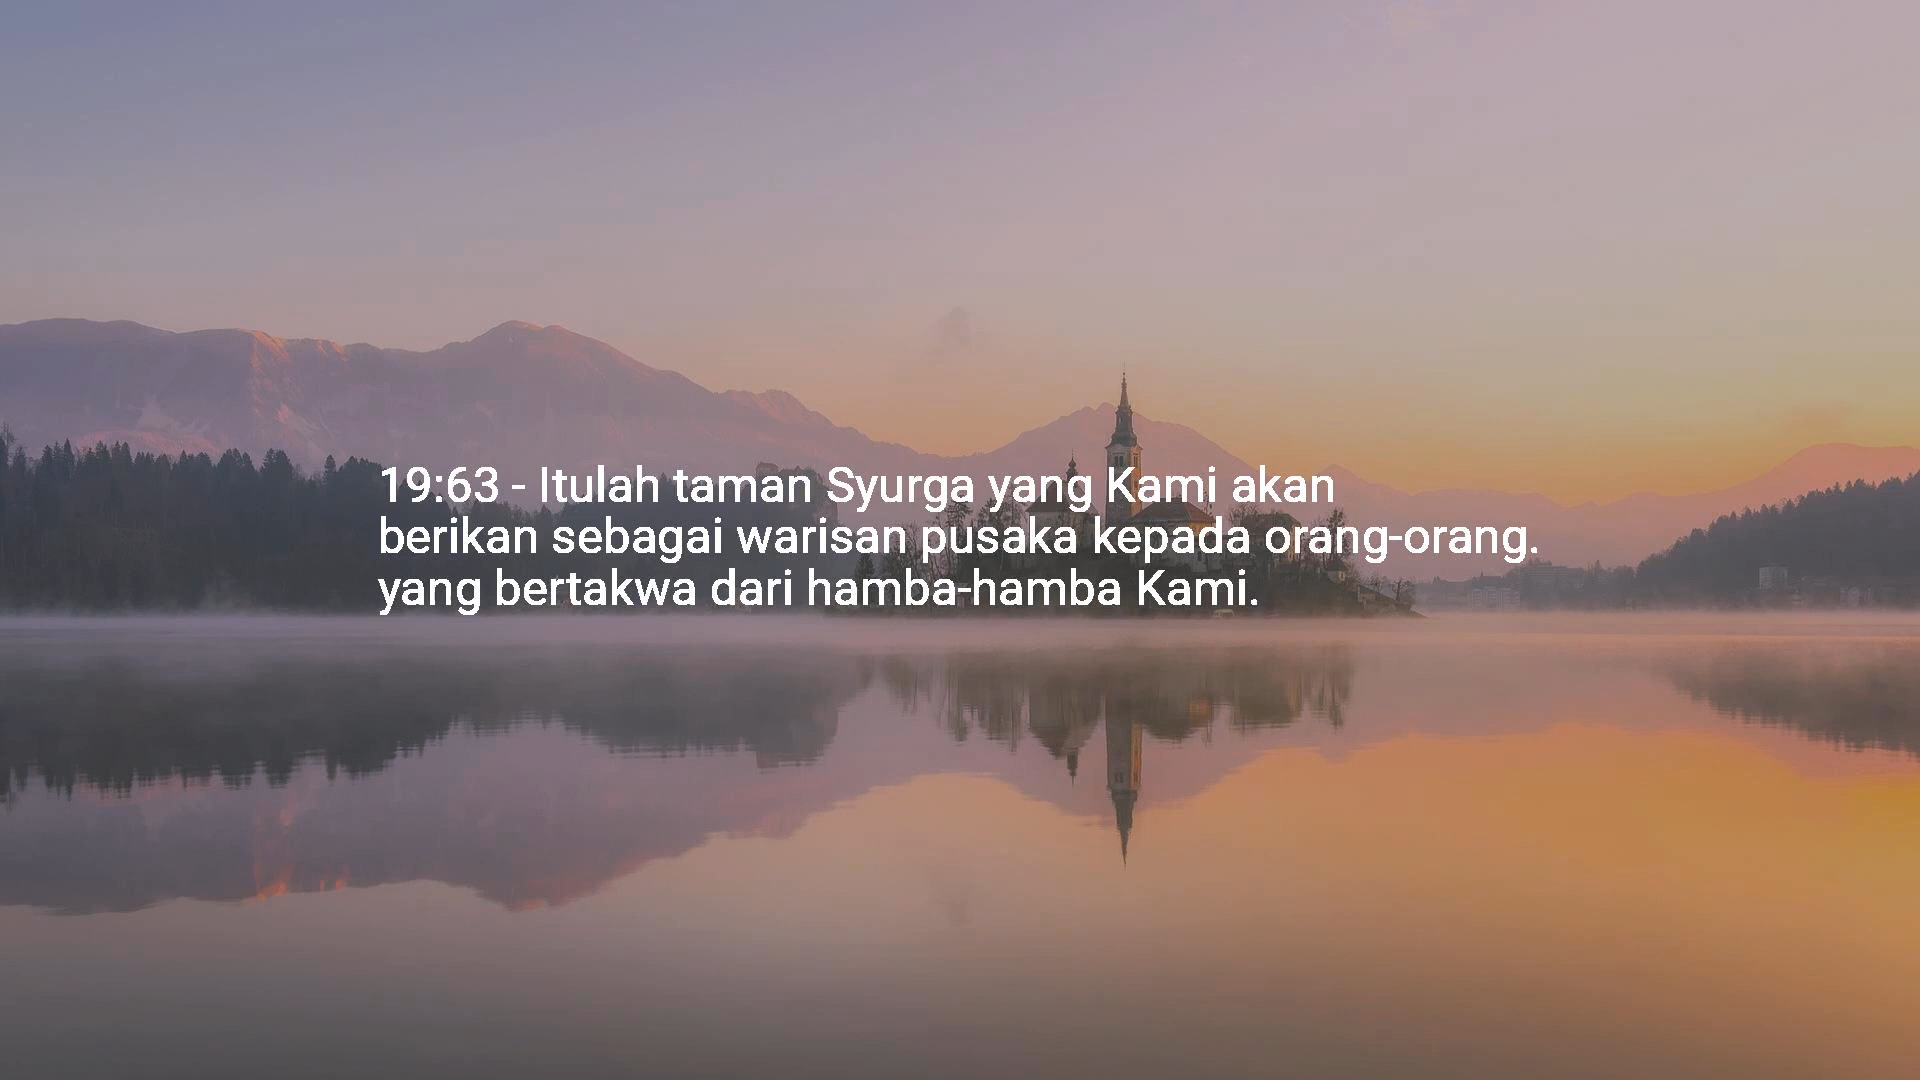 19:63 - Itulah taman Syurga yang Kami akan
berikan sebagai warisan pusaka kepada orang-orang.
yang bertakwa dari hamba-hamba Kami.